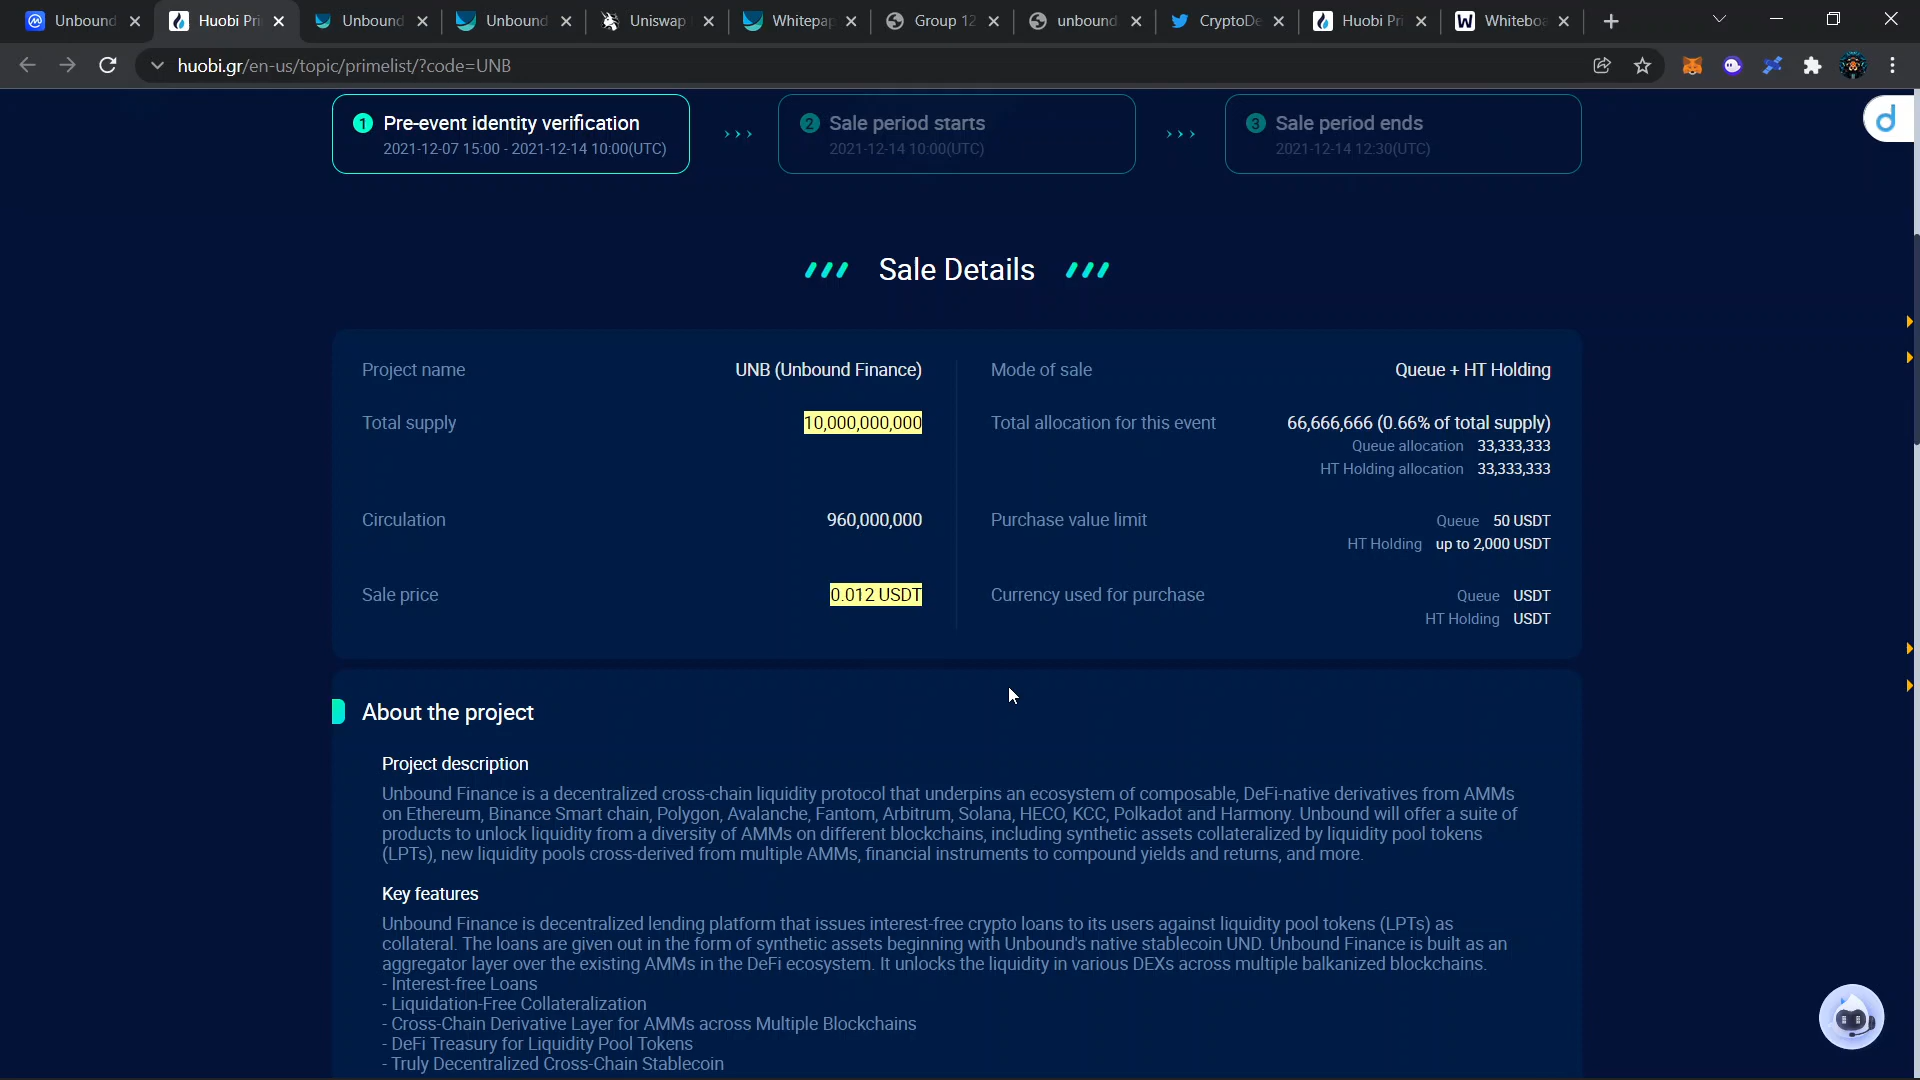 Unbound
Huobi Pri
Unbound
Unbound
Uniswap
Whitepap
Group 12
unbound
CryptoDe
Huobi Pri
Whiteboa
huobi.gr/en-us/topic/primelist/?code=UNB
1 Pre-event identity verification
2021-12-07 15:00 - 2021-12-14 10:00(UTC)
2 Sale period starts
2021-12-14 10:00(UTC)
3 Sale period ends
2021-12-14 12:30(UTC)
Sale Details
Project name UNB (Unbound Finance)
Total supply 10,000,000,000
Circulation 960,000,000
Sale price 0.012 USDT
Mode of sale Queue + HT Holding
Total allocation for this event 66,666,666 (0.66% of total supply)
Queue allocation 33,333,333
HT Holding allocation 33,333,333
Purchase value limit Queue 50 USDT
HT Holding up to 2,000 USDT
Currency used for purchase Queue USDT
HT Holding USDT
About the project
Project description
Unbound Finance is a decentralized cross-chain liquidity protocol that underpins an ecosystem of composable, DeFi-native derivatives from AMMs
on Ethereum, Binance Smart chain, Polygon, Avalanche, Fantom, Arbitrum, Solana, HECO, KCC, Polkadot and Harmony. Unbound will offer a suite of
products to unlock liquidity from a diversity of AMMs on different blockchains, including synthetic assets collateralized by liquidity pool tokens
(LPTs), new liquidity pools cross-derived from multiple AMMs, financial instruments to compound yields and returns, and more.
Key features
Unbound Finance is decentralized lending platform that issues interest-free crypto loans to its users against liquidity pool tokens (LPTs) as
collateral. The loans are given out in the form of synthetic assets beginning with Unbound's native stablecoin UND. Unbound Finance is built as an
aggregator layer over the existing AMMs in the DeFi ecosystem. It unlocks the liquidity in various DEXs across multiple balkanized blockchains.
- Interest-free Loans
- Liquidation-Free Collateralization
- Cross-Chain Derivative Layer for AMMs across Multiple Blockchains
- DeFi Treasury for Liquidity Pool Tokens
- Truly Decentralized Cross-Chain Stablecoin